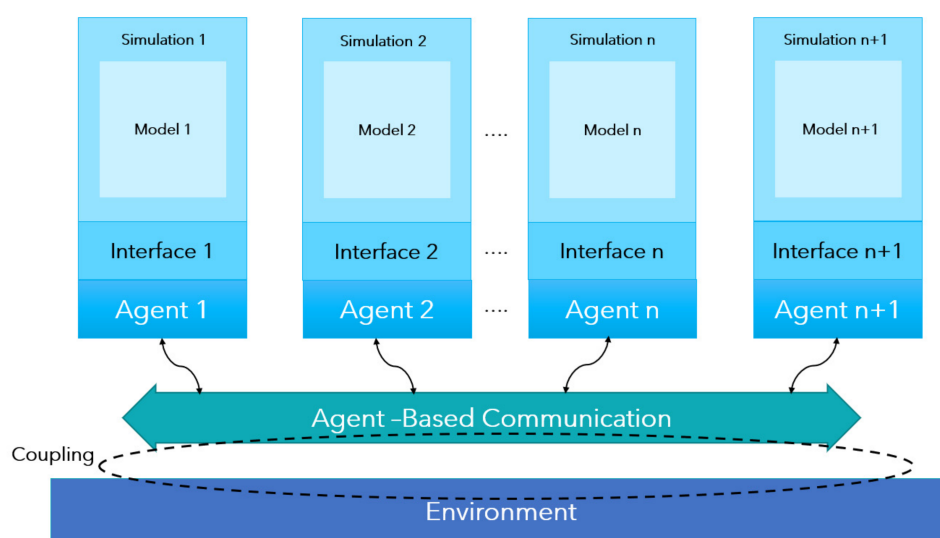 Simulation 1
Simulation 2
Simulation n
Simulation n+1
Model 1
Model 2
....
Model n
Model n+1
Interface 1
Interface 2
....
Interface n
Interface n+1
Agent 1
Agent 2
....
Agent n
Agent n+1
Agent –Based Communication
Coupling
Environment